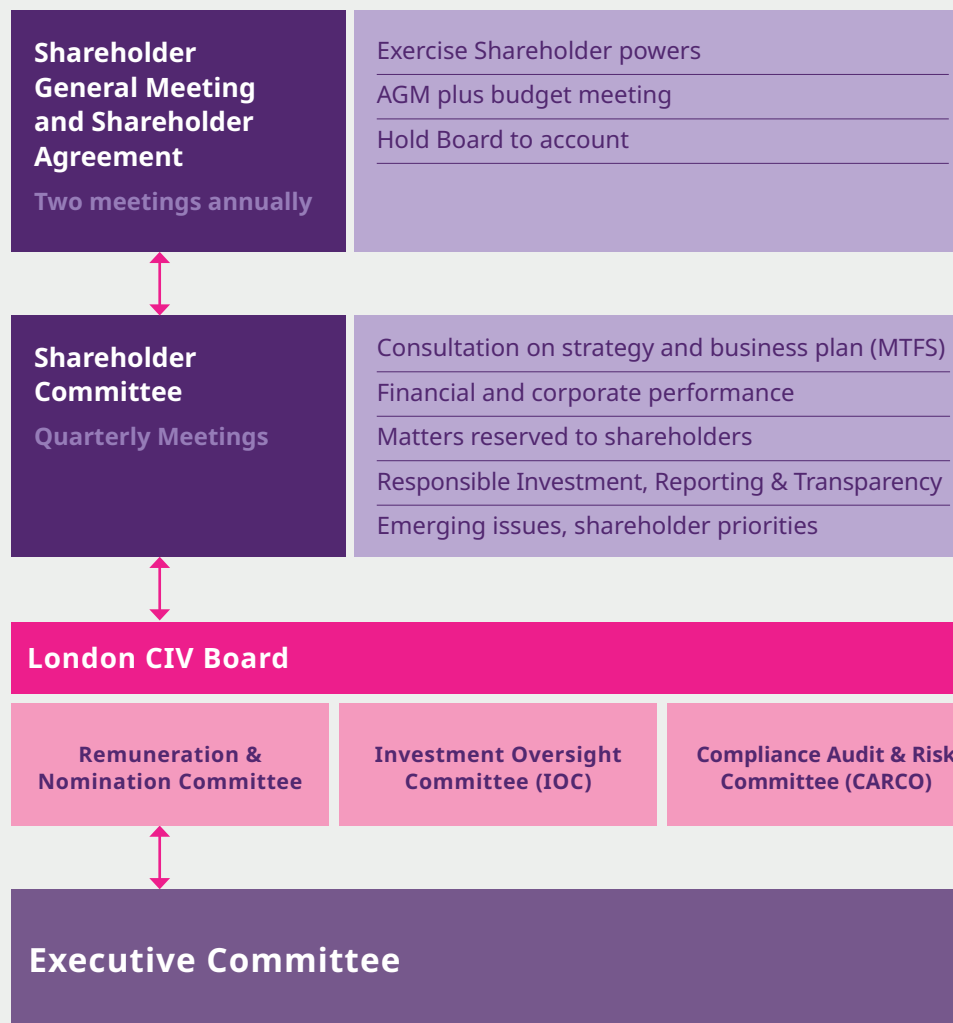 Shareholder
General Meeting
and Shareholder
Agreement
Two meetings annually
Exercise Shareholder powers
AGM plus budget meeting
Hold Board to account
Shareholder
Committee
Quarterly Meetings
Consultation on strategy and business plan (MTFS)
Financial and corporate performance
Matters reserved to shareholders
Responsible Investment, Reporting & Transparency
Emerging issues, shareholder priorities
London CIV Board
Remuneration &
Nomination Committee
Investment Oversight
Committee (IOC)
Compliance Audit & Risk
Committee (CARCO)
Executive Committee